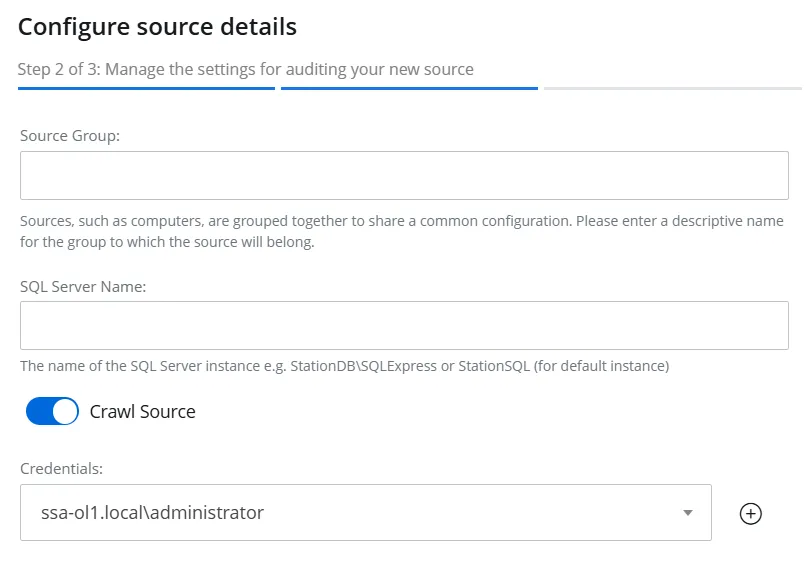 Configure source details
Step 2 of 3: Manage the settings for auditing your new source
Source Group:
Sources, such as computers, are grouped together to share a common configuration. Please enter a descriptive name
for the group to which the source will belong.
SQL Server Name:
The name of the SQL Server instance e.g. StationDB\SQLExpress or StationSQL (for default instance)
Crawl Source
Credentials:
ssa-ol1.local\administrator